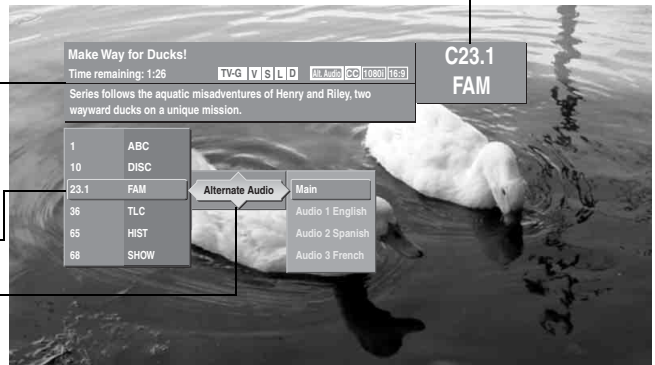 Make Way for Ducks!
Time remaining: 1:26 TV-G V S L D Alt. Audio CC 1080i 16:9
Series follows the aquatic misadventures of Henry and Riley, two
wayward ducks on a unique mission.
C23.1
FAM
1 ABC
10 DISC
23.1 FAM
36 TLC
65 HIST
68 SHOW
Alternate Audio
Main
Audio 1 English
Audio 2 Spanish
Audio 3 French